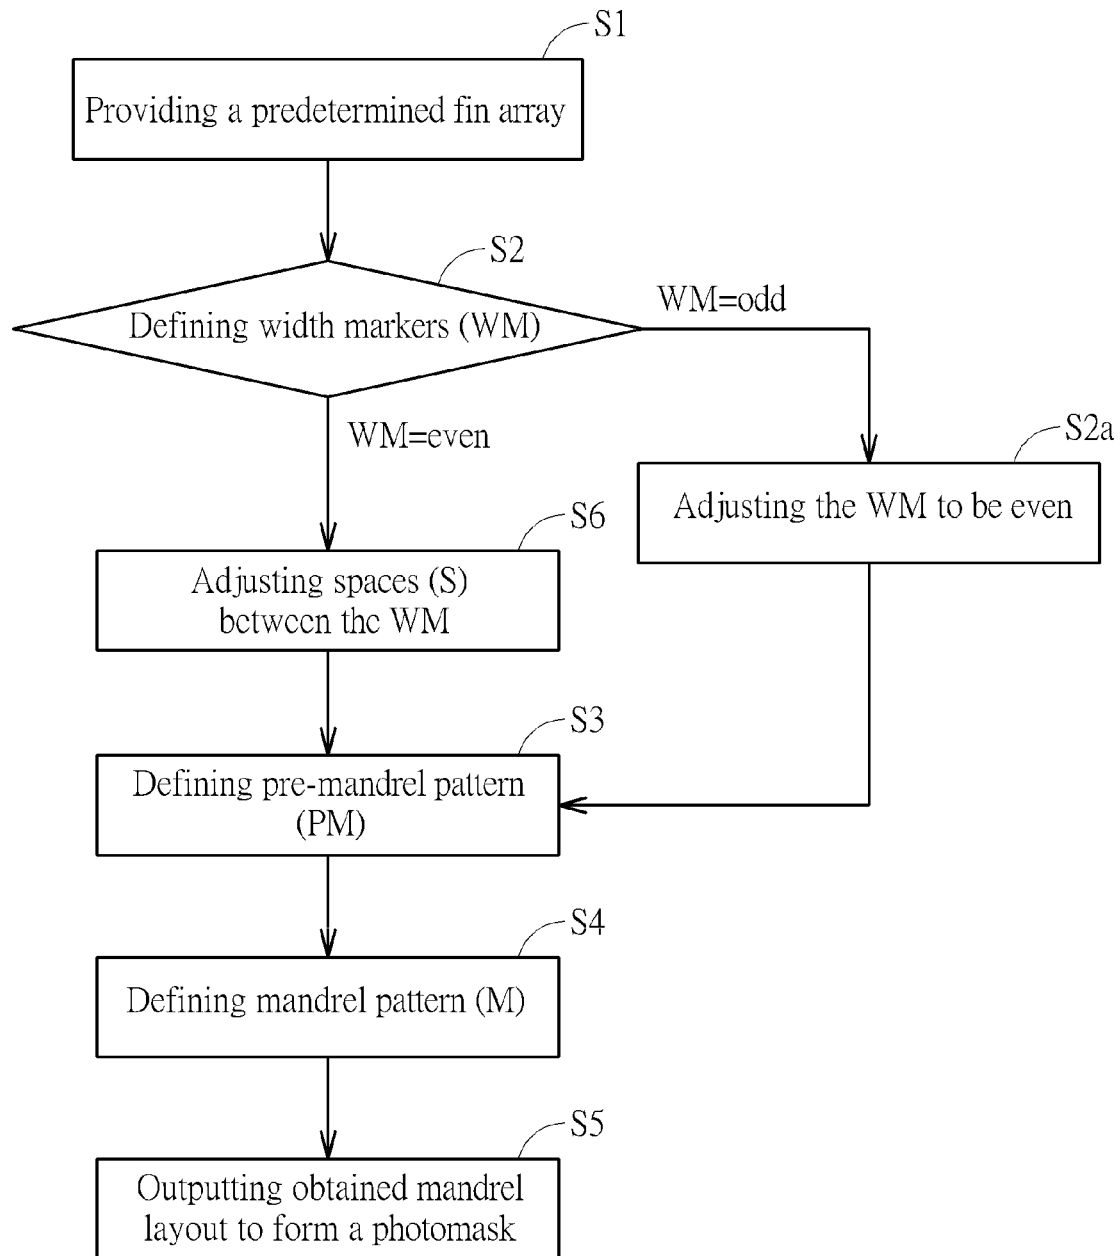 S1
Providing a predetermined fin array
S2
Defining width markers (WM)
WM=odd
WM=even
S2a
Adjusting the WM to be even
S6
Adjusting spaces (S)
between the WM
S3
Defining pre-mandrel pattern
(PM)
S4
Defining mandrel pattern (M)
S5
Outputting obtained mandrel
layout to form a photomask